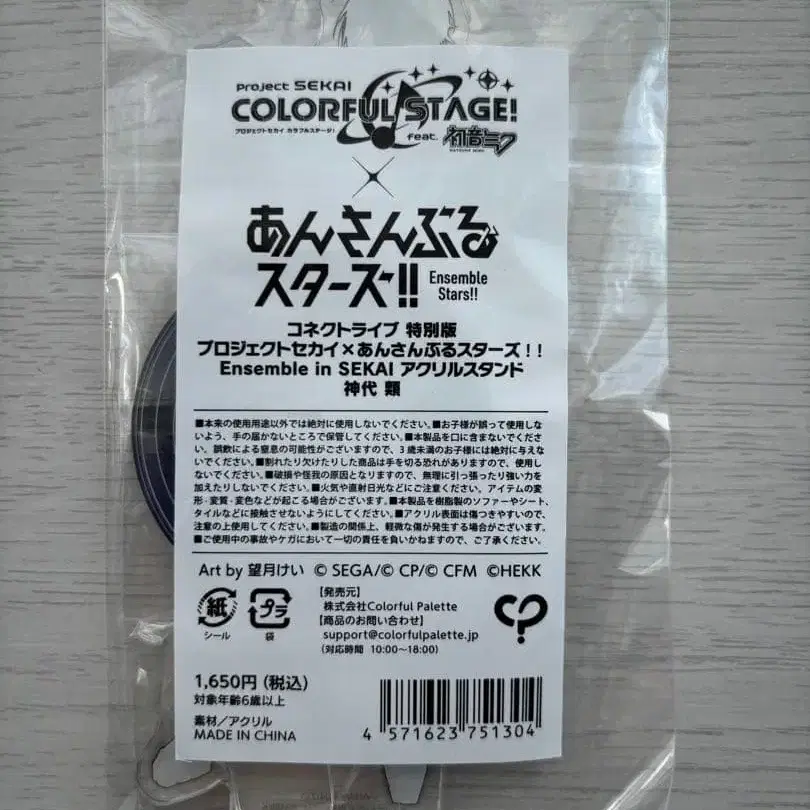 Project SEKAI
COLORFUL STAGE!
プロジェクトセカイ カラフルステージ!
feat. 初音ミク
HATSUNE MIKU
×
あんさんぶる
スターズ!!
Ensemble
Stars!!
コネクトライブ 特別版
プロジェクトセカイ×あんさんぶるスターズ！！
Ensemble in SEKAI アクリルスタンド
神代 類
■本来の使用用途以外では絶対に使用しないでください。■お子様が誤って使用しな
いよう、手の届かないところで保管してください。■本製品を口に含まないでくださ
い。誤飲による窒息の可能性がございますので、3歳未満のお子様には絶対に与えな
いでください。■割れたり欠けたりした商品は手を切る恐れがありますので、使用し
ないでください。■破損や怪我の原因となりますので、無理に引っ張ったり強い力を
加えたりしないでください。■火気や直射日光などにご注意ください。アイテムの変
形・変質・変色などが起こる場合がございます。■本製品を樹脂製のソファーやシート、
タイルなどに接触させないようにしてください。■アクリル表面は傷つきやすいので、
注意の上使用してください。■製造の関係上、軽微な傷が発生する場合がございます。
■ご使用中の事故やケガにおいて一切の責任を負いかねますので、ご了承ください。
Art by 望月けい © SEGA/© CP/© CFM ©HEKK
紙
シール
プラ
袋
【発売元】
株式会社Colorful Palette
【商品のお問い合わせ】
support@colorfulpalette.jp
(対応時間 10:00～18:00)
1,650円 (税込)
対象年齢6歳以上
素材／アクリル
MADE IN CHINA
4 571623 751304